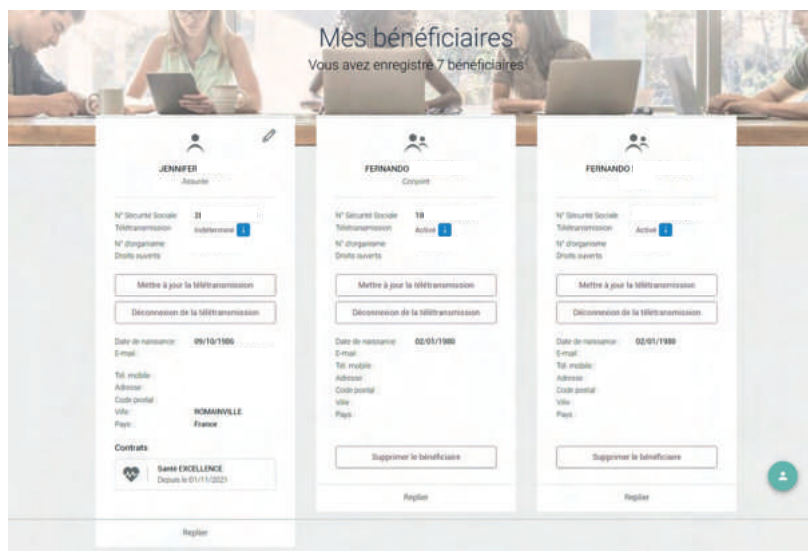 Mes bénéficiaires
Vous avez enregistré 7 bénéficiaires
JENNIFER
Assurée
N° Sécurité Sociale
Télétransmission Indéterminé i
N° d'organisme
Droits ouverts
Mettre à jour la télétransmission
Déconnexion de la télétransmission
Date de naissance : 09/10/1986
E-mail :
Tél. mobile :
Adresse :
Code postal :
Ville : ROMAINVILLE
Pays : France
Contrats
Santé EXCELLENCE
Depuis le 01/11/2021
Replier
FERNANDO
Conjoint
N° Sécurité Sociale
Télétransmission Activé i
N° d'organisme
Droits ouverts
Mettre à jour la télétransmission
Déconnexion de la télétransmission
Date de naissance : 02/01/1980
E-mail :
Tél. mobile :
Adresse :
Code postal :
Ville :
Pays :
Supprimer le bénéficiaire
Replier
FERNANDO
N° Sécurité Sociale
Télétransmission Activé i
N° d'organisme
Droits ouverts
Mettre à jour la télétransmission
Déconnexion de la télétransmission
Date de naissance : 02/01/1980
E-mail :
Tél. mobile :
Adresse :
Code postal :
Ville :
Pays :
Supprimer le bénéficiaire
Replier